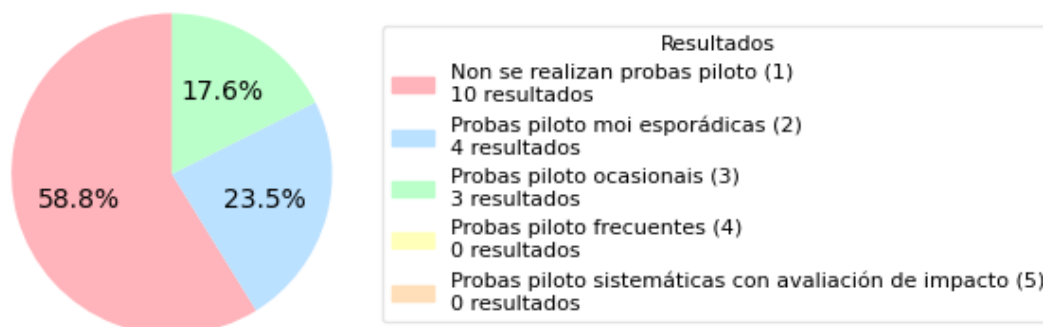 17.6%
58.8%
23.5%
Resultados
Non se realizan probas piloto (1)
10 resultados
Probas piloto moi esporádicas (2)
4 resultados
Probas piloto ocasionais (3)
3 resultados
Probas piloto frecuentes (4)
0 resultados
Probas piloto sistemáticas con avaliación de impacto (5)
0 resultados